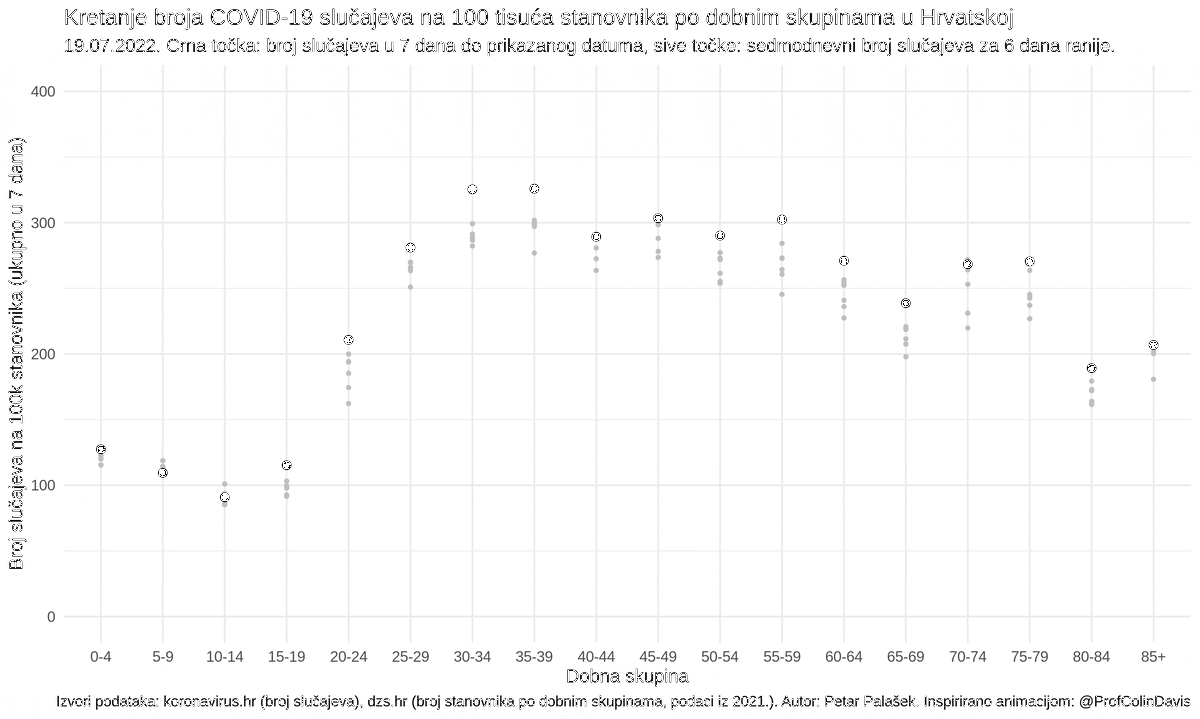 Kretanje broja COVID-19 slučajeva na 100 tisuća stanovnika po dobnim skupinama u Hrvatskoj
19.07.2022. Crna točka: broj slučajeva u 7 dana do prikazanog datuma, sive točke: sedmodnevni broj slučajeva za 6 dana ranije.
Broj slučajeva na 100k stanovnika (ukupno u 7 dana)
400
300
200
100
0
0-4 5-9 10-14 15-19 20-24 25-29 30-34 35-39 40-44 45-49 50-54 55-59 60-64 65-69 70-74 75-79 80-84 85+
Dobna skupina
Izvori podataka: koronavirus.hr (broj slučajeva), dzs.hr (broj stanovnika po dobnim skupinama, podaci iz 2021.). Autor: Petar Palašek. Inspirirano animacijom: @ProfColinDavis